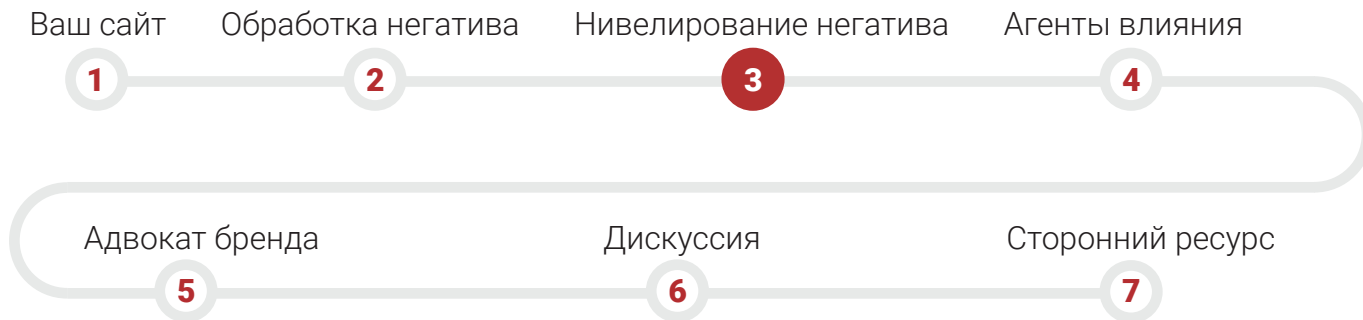 Ваш сайт Обработка негатива Нивелирование негатива Агенты влияния
1 2 3 4
Адвокат бренда Дискуссия Сторонний ресурс
5 6 7